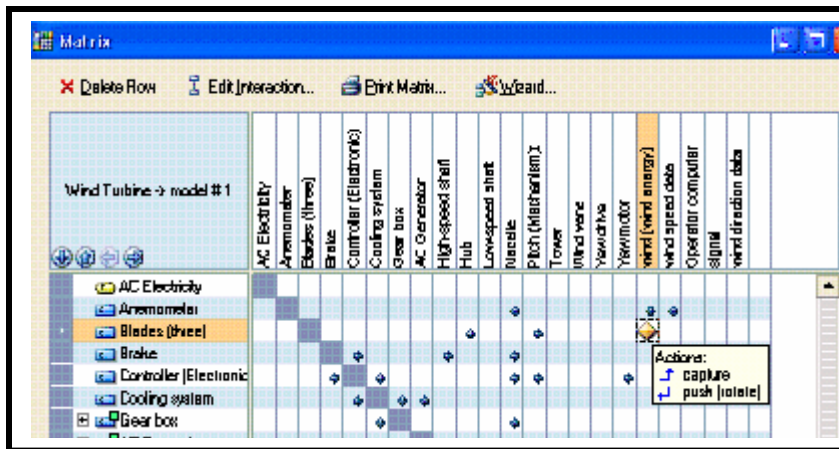 Matrix
Delete Row Edit Interaction... Print Matrix... Wizard...
Wind Turbine -> model # 1
AC Electricity
Anemometer
Blades (three)
Brake
Controller (Electronic)
Cooling system
Gear box
AC Generator
High-speed shaft
Hub
Low-speed shaft
Nacelle
Pitch (Mechanism)
Tower
Wind vane
Yaw drive
Yaw motor
wind (wind energy)
wind speed data
Operator computer
signal
wind direction data
AC Electricity
Anemometer
Blades (three)
Brake
Controller (Electronic
Cooling system
Gear box
Actions:
capture
push (rotate)